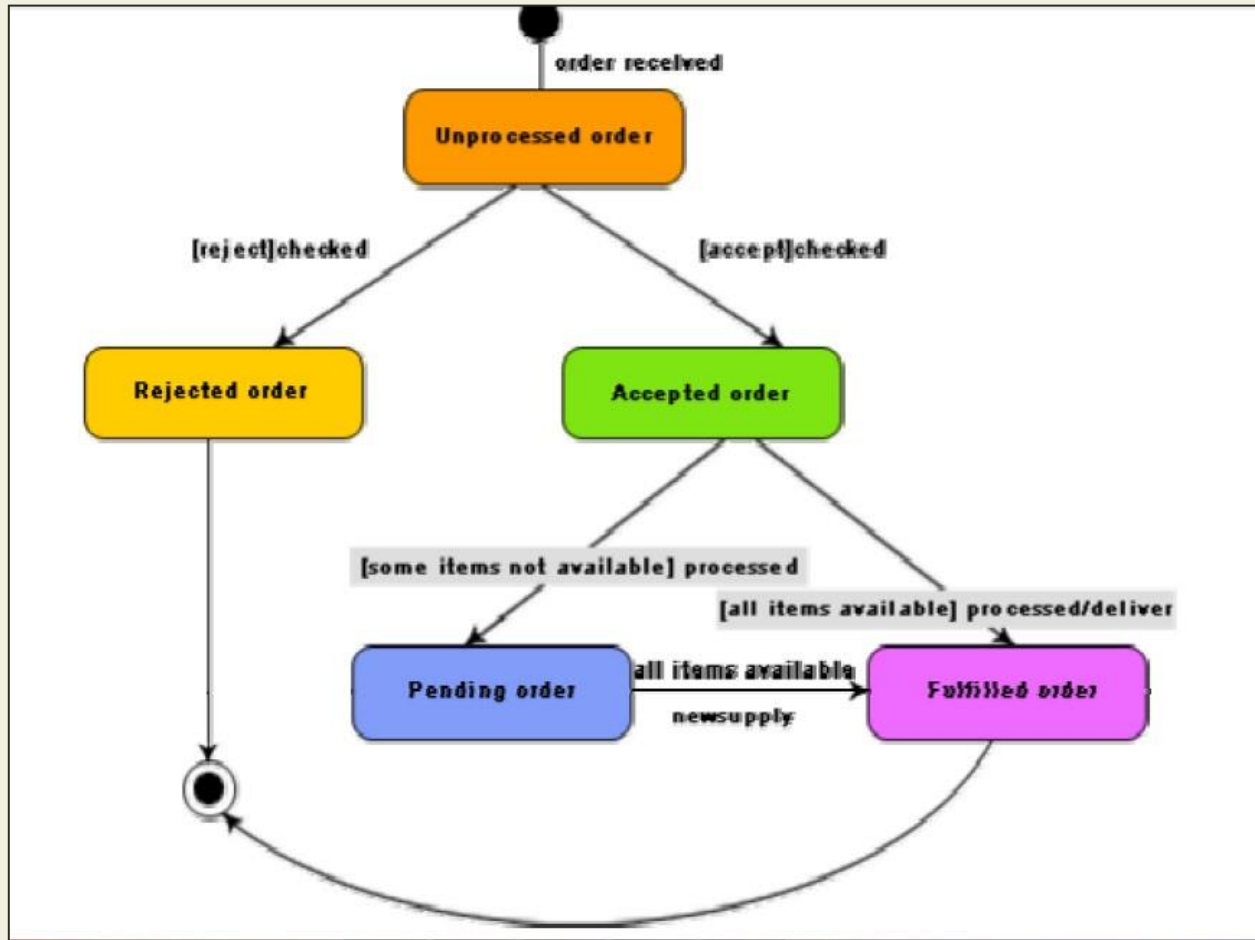 order received
Unprocessed order
[reject]checked
[accept]checked
Rejected order
Accepted order
[some items not available] processed
[all items available] processed/deliver
Pending order
all items available
newsupply
Fulfilled order